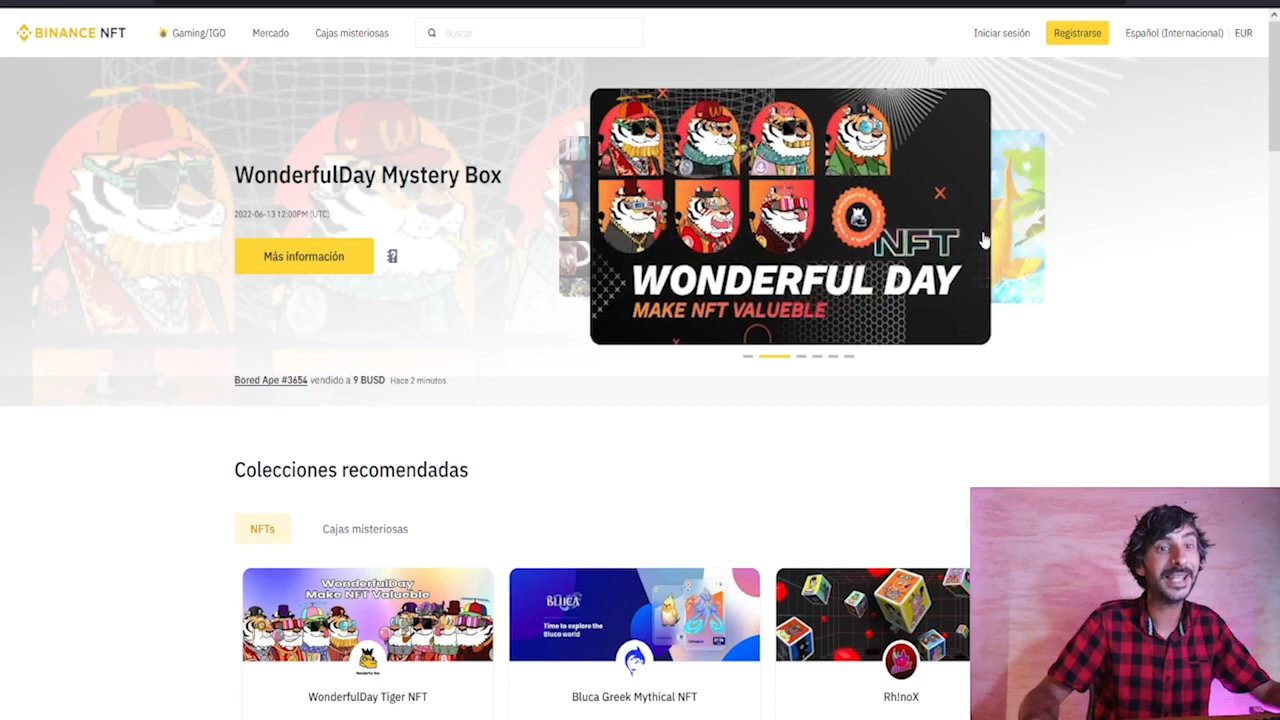 BINANCE NFT
Gaming/IGO
Mercado
Cajas misteriosas
Buscar
Iniciar sesión
Registrarse
Español (Internacional)
EUR
WonderfulDay Mystery Box
2022-06-13 12:00PM (UTC)
Más información
NFT
WONDERFUL DAY
MAKE NFT VALUEBLE
Bored Ape #3654 vendido a 9 BUSD Hace 2 minutos
Colecciones recomendadas
NFTs
Cajas misteriosas
WonderfulDay
Make NFT Valueble
WonderfulDay Tiger NFT
BLUCA
Time to explore the
Bluca world
Bluca Greek Mythical NFT
Rh!noX